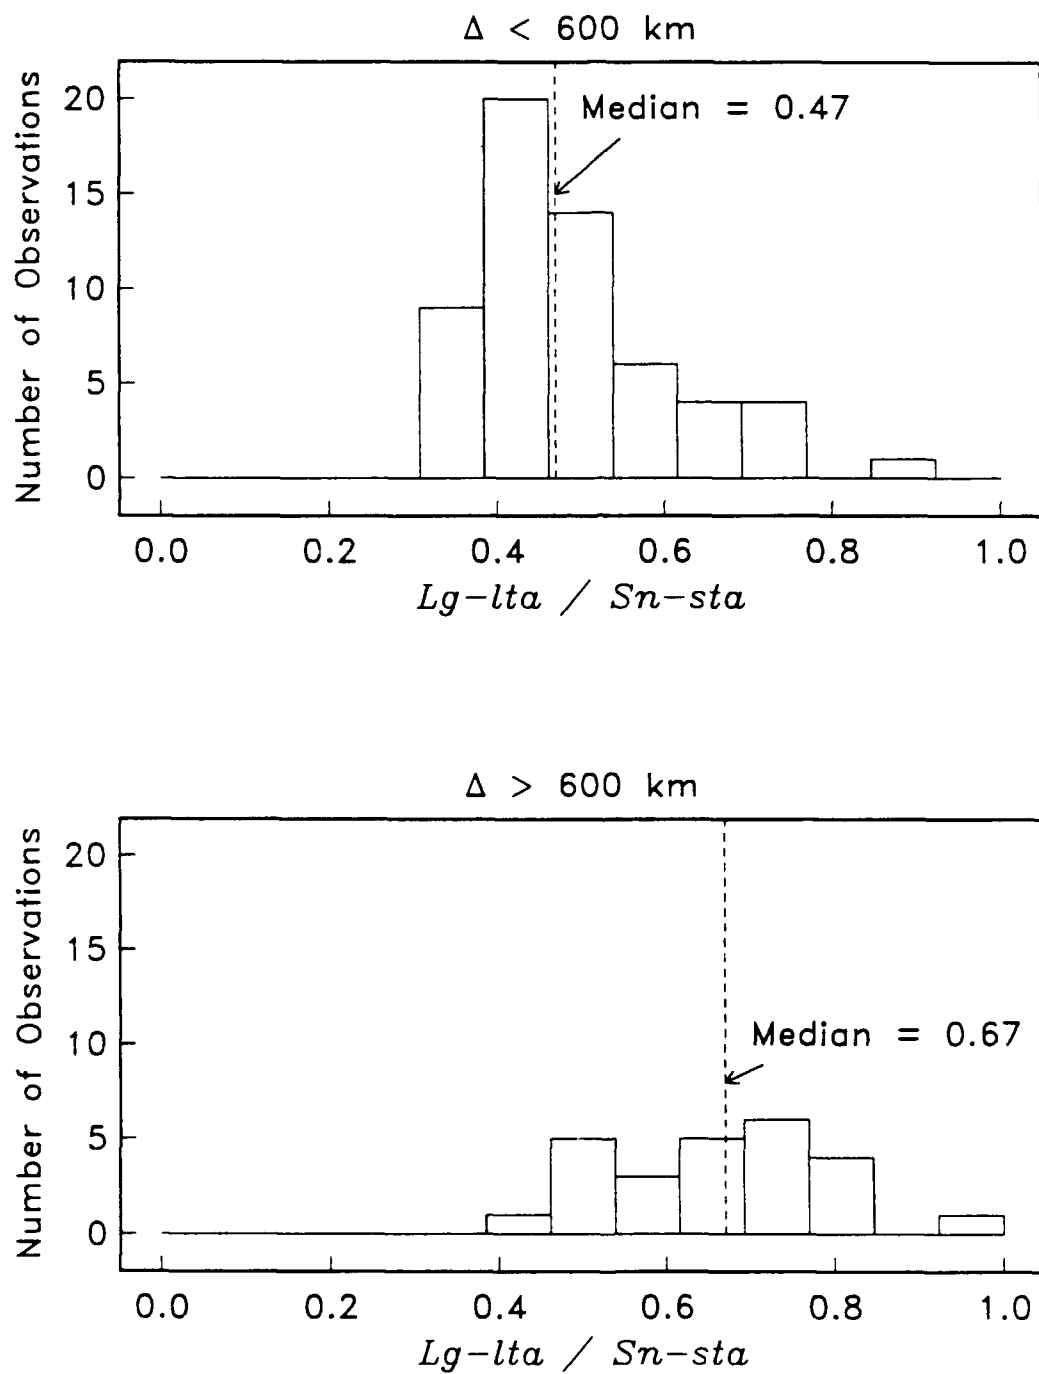 Δ < 600 km
Number of Observations
20
15
10
5
0
Median = 0.47
0.0 0.2 0.4 0.6 0.8 1.0
Lg-lta / Sn-sta
Δ > 600 km
Number of Observations
20
15
10
5
0
Median = 0.67
0.0 0.2 0.4 0.6 0.8 1.0
Lg-lta / Sn-sta